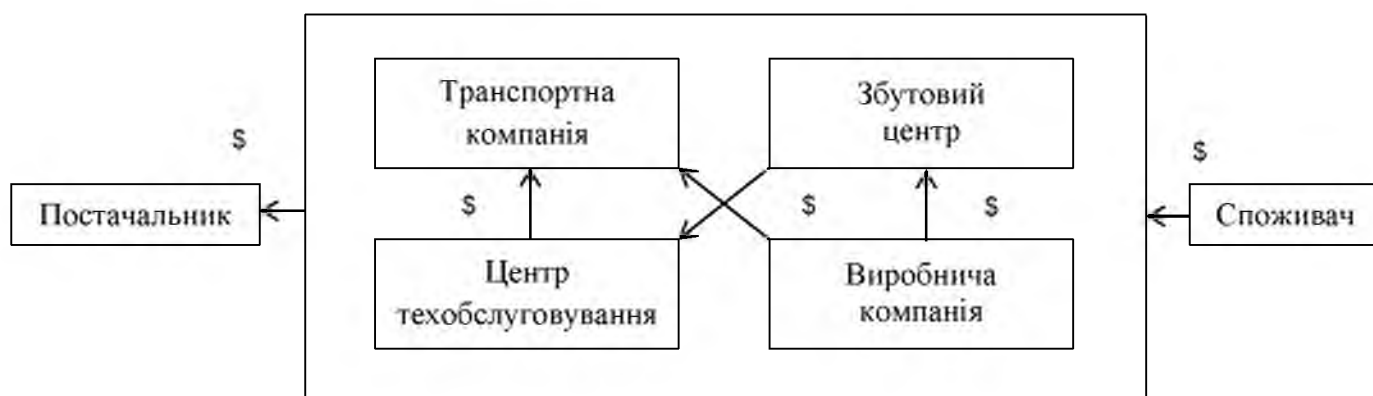 Транспортна
компанія
Збутовий
центр
$
$
Постачальник
$
$
$
Споживач
Центр
техобслуговування
Виробнича
компанія